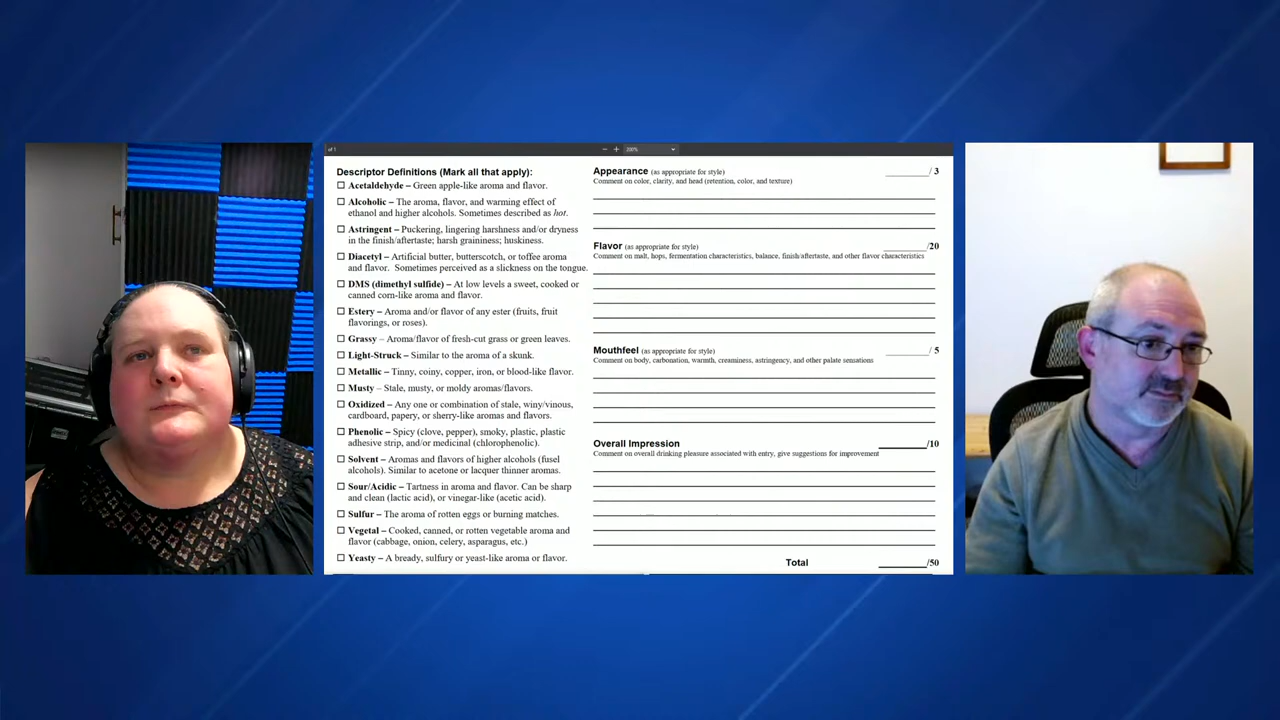 of 1
200%
Descriptor Definitions (Mark all that apply):
☐ Acetaldehyde – Green apple-like aroma and flavor.
☐ Alcoholic – The aroma, flavor, and warming effect of
ethanol and higher alcohols. Sometimes described as hot.
☐ Astringent – Puckering, lingering harshness and/or dryness
in the finish/aftertaste; harsh graininess; huskiness.
☐ Diacetyl – Artificial butter, butterscotch, or toffee aroma
and flavor. Sometimes perceived as a slickness on the tongue.
☐ DMS (dimethyl sulfide) – At low levels a sweet, cooked or
canned corn-like aroma and flavor.
☐ Estery – Aroma and/or flavor of any ester (fruits, fruit
flavorings, or roses).
☐ Grassy – Aroma/flavor of fresh-cut grass or green leaves.
☐ Light-Struck – Similar to the aroma of a skunk.
☐ Metallic – Tinny, coiny, copper, iron, or blood-like flavor.
☐ Musty – Stale, musty, or moldy aromas/flavors.
☐ Oxidized – Any one or combination of stale, winy/vinous,
cardboard, papery, or sherry-like aromas and flavors.
☐ Phenolic – Spicy (clove, pepper), smoky, plastic, plastic
adhesive strip, and/or medicinal (chlorophenolic).
☐ Solvent – Aromas and flavors of higher alcohols (fusel
alcohols). Similar to acetone or lacquer thinner aromas.
☐ Sour/Acidic – Tartness in aroma and flavor. Can be sharp
and clean (lactic acid), or vinegar-like (acetic acid).
☐ Sulfur – The aroma of rotten eggs or burning matches.
☐ Vegetal – Cooked, canned, or rotten vegetable aroma and
flavor (cabbage, onion, celery, asparagus, etc.)
☐ Yeasty – A bready, sulfury or yeast-like aroma or flavor.
Appearance (as appropriate for style) / 3
Comment on color, clarity, and head (retention, color, and texture)
Flavor (as appropriate for style) /20
Comment on malt, hops, fermentation characteristics, balance, finish/aftertaste, and other flavor characteristics
Mouthfeel (as appropriate for style) / 5
Comment on body, carbonation, warmth, creaminess, astringency, and other palate sensations
Overall Impression /10
Comment on overall drinking pleasure associated with entry, give suggestions for improvement
Total /50